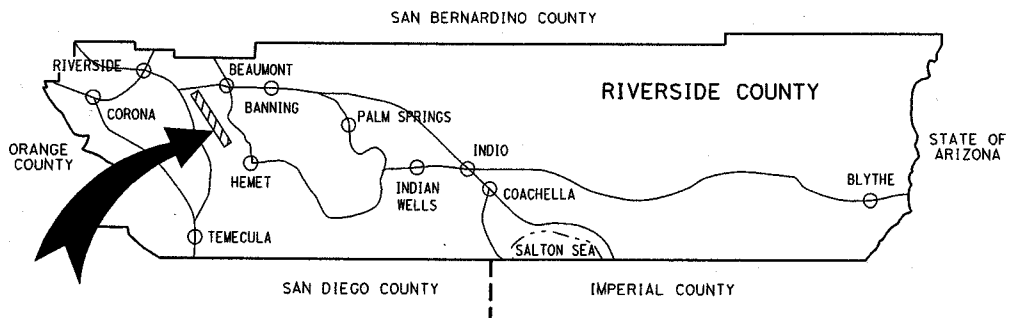 SAN BERNARDINO COUNTY
RIVERSIDE
BEAUMONT
RIVERSIDE COUNTY
CORONA
BANNING
PALM SPRINGS
ORANGE
COUNTY
STATE OF
ARIZONA
HEMET
INDIO
INDIAN
WELLS
COACHELLA
BLYTHE
TEMECULA
SALTON SEA
SAN DIEGO COUNTY
IMPERIAL COUNTY